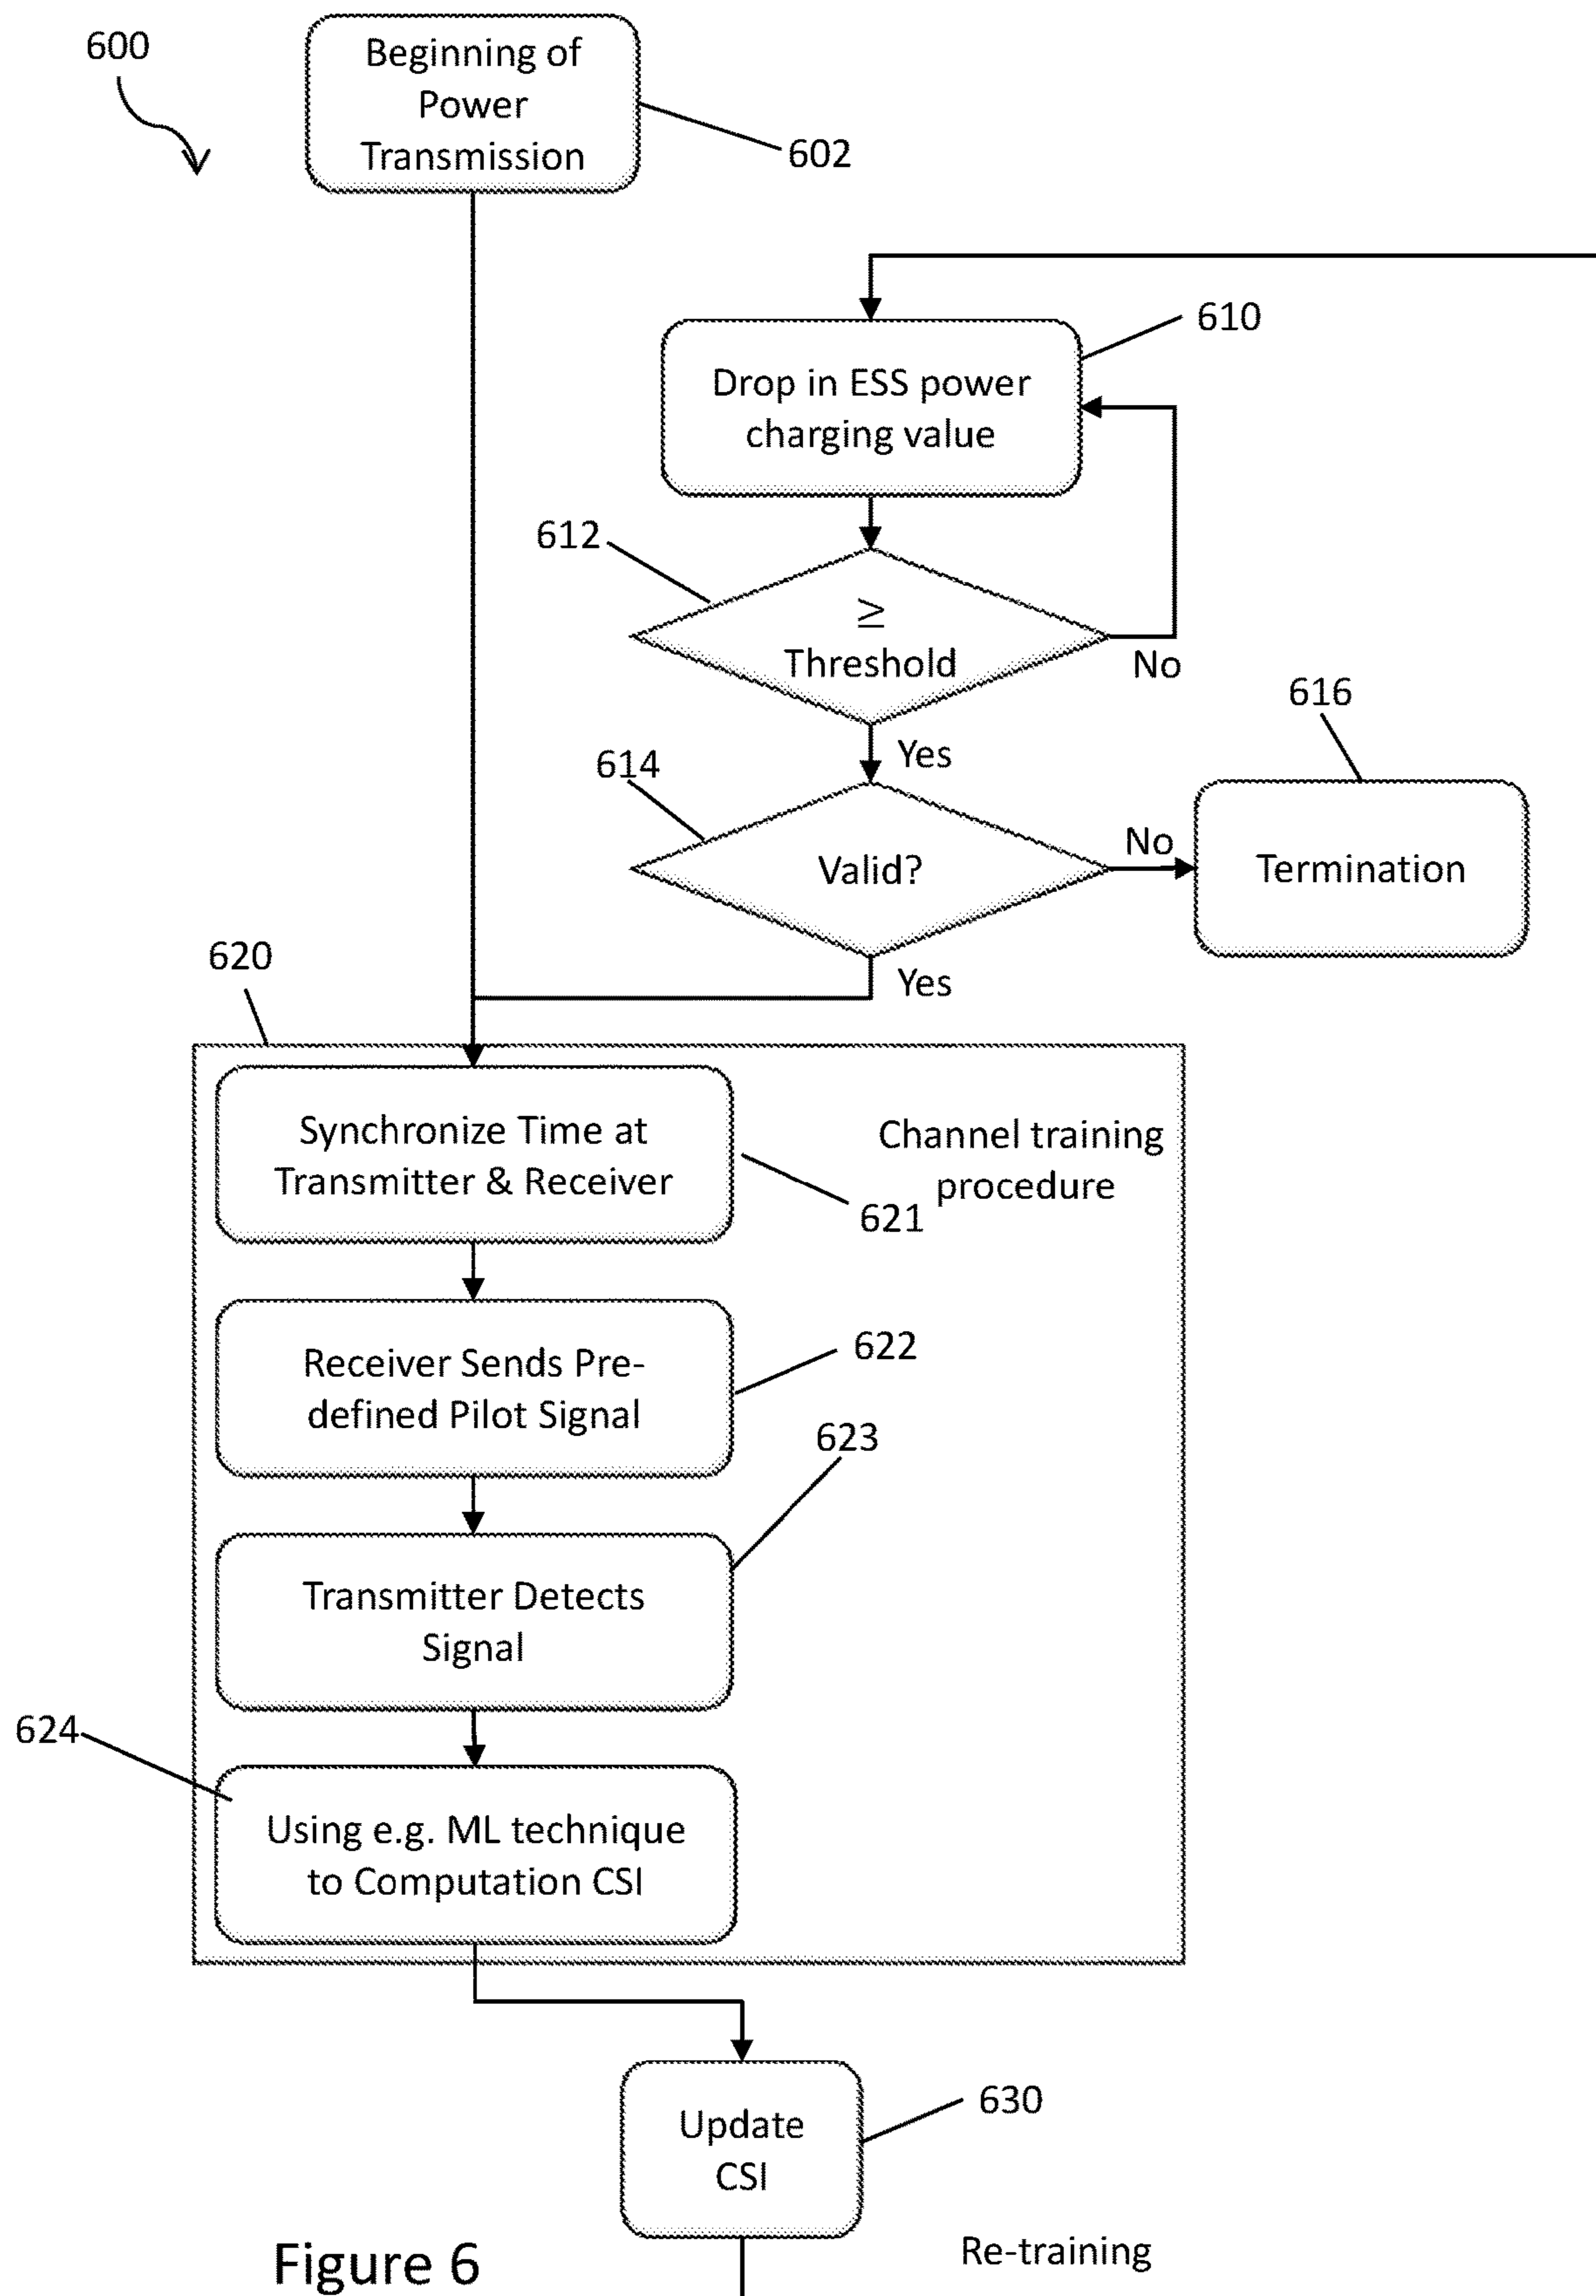 600
Beginning of
Power
Transmission
602
610
Drop in ESS power
charging value
612
≥
Threshold
No
616
Yes
614
No
Valid?
Termination
620
Yes
Synchronize Time at
Transmitter & Receiver
Channel training
procedure
621
Receiver Sends Pre-
defined Pilot Signal
622
623
Transmitter Detects
Signal
624
Using e.g. ML technique
to Computation CSI
Update
CSI
630
Figure 6
Re-training